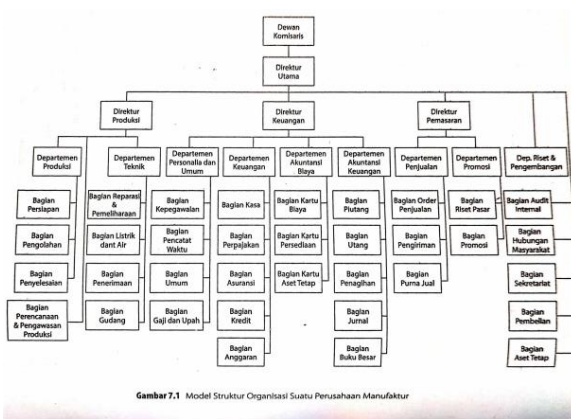 Dewan
Komisaris
Direktur
Utama
Direktur
Produksi
Direktur
Keuangan
Direktur
Pemasaran
Departemen
Produksi
Departemen
Teknik
Departemen
Personalia dan
Umum
Departemen
Keuangan
Departemen
Akuntansi
Biaya
Departemen
Akuntansi
Keuangan
Departemen
Penjualan
Departemen
Promosi
Dep. Riset &
Pengembangan
Bagian
Persiapan
Bagian Reparasi
&
Pemeliharaan
Bagian
Kepegawaian
Bagian Kasa
Bagian Kartu
Biaya
Bagian
Piutang
Bagian Order
Penjualan
Bagian
Riset Pasar
Bagian Audit
Internal
Bagian
Pengolahan
Bagian Listrik
dant Air
Bagian
Pencatat
Waktu
Bagian
Perpajakan
Bagian Kartu
Persediaan
Bagian
Utang
Bagian
Pengiriman
Bagian
Promosi
Bagian
Hubungan
Masyarakat
Bagian
Penyelesaian
Bagian
Penerimaan
Bagian
Umum
Bagian
Asuransi
Bagian Kartu
Aset Tetap
Bagian
Penagihan
Bagian
Purna Jual
Bagian
Sekretariat
Bagian
Perencanaan
& Pengawasan
Produksi
Bagian
Gudang
Bagian
Gaji dan Upah
Bagian
Kredit
Bagian
Jurnal
Bagian
Pembelian
Bagian
Anggaran
Bagian
Buku Besar
Bagian
Aset Tetap
Gambar 7.1 Model Struktur Organisasi Suatu Perusahaan Manufaktur